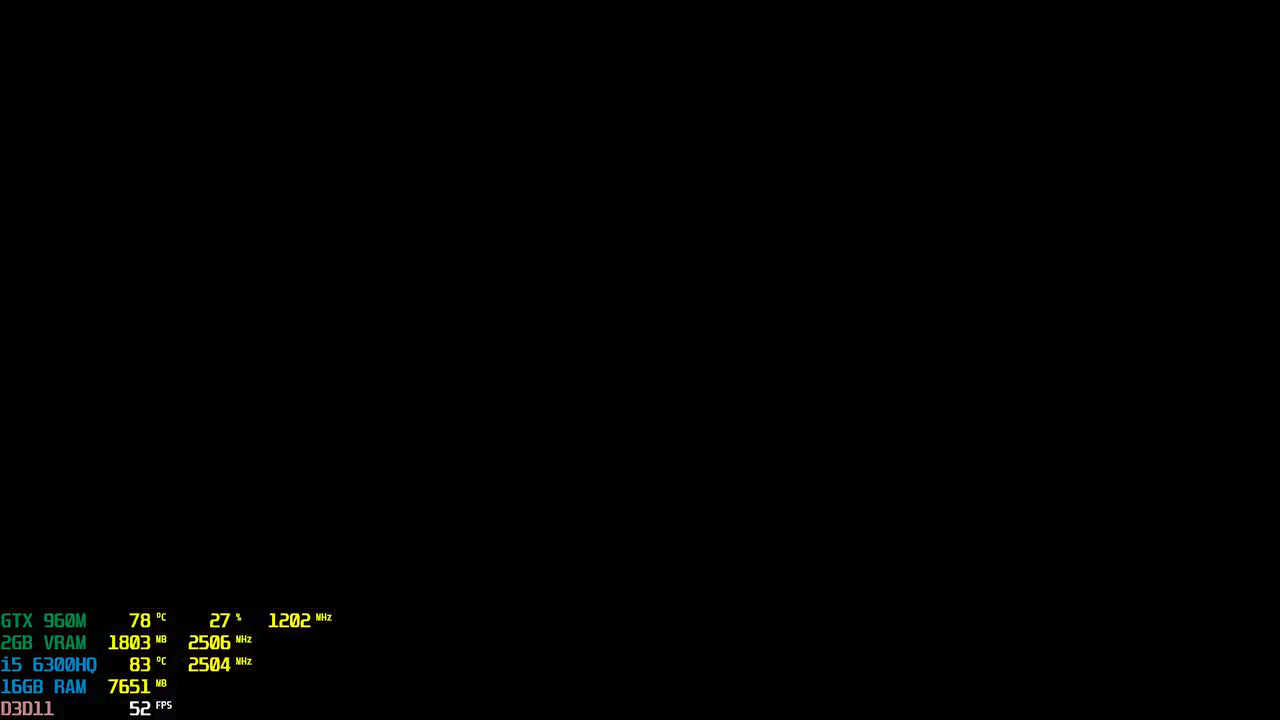 GTX 960M 78 °C 27 % 1202 MHz
2GB VRAM 1803 MB 2506 MHz
i5 6300HQ 83 °C 2504 MHz
16GB RAM 7651 MB
D3D11 52 FPS